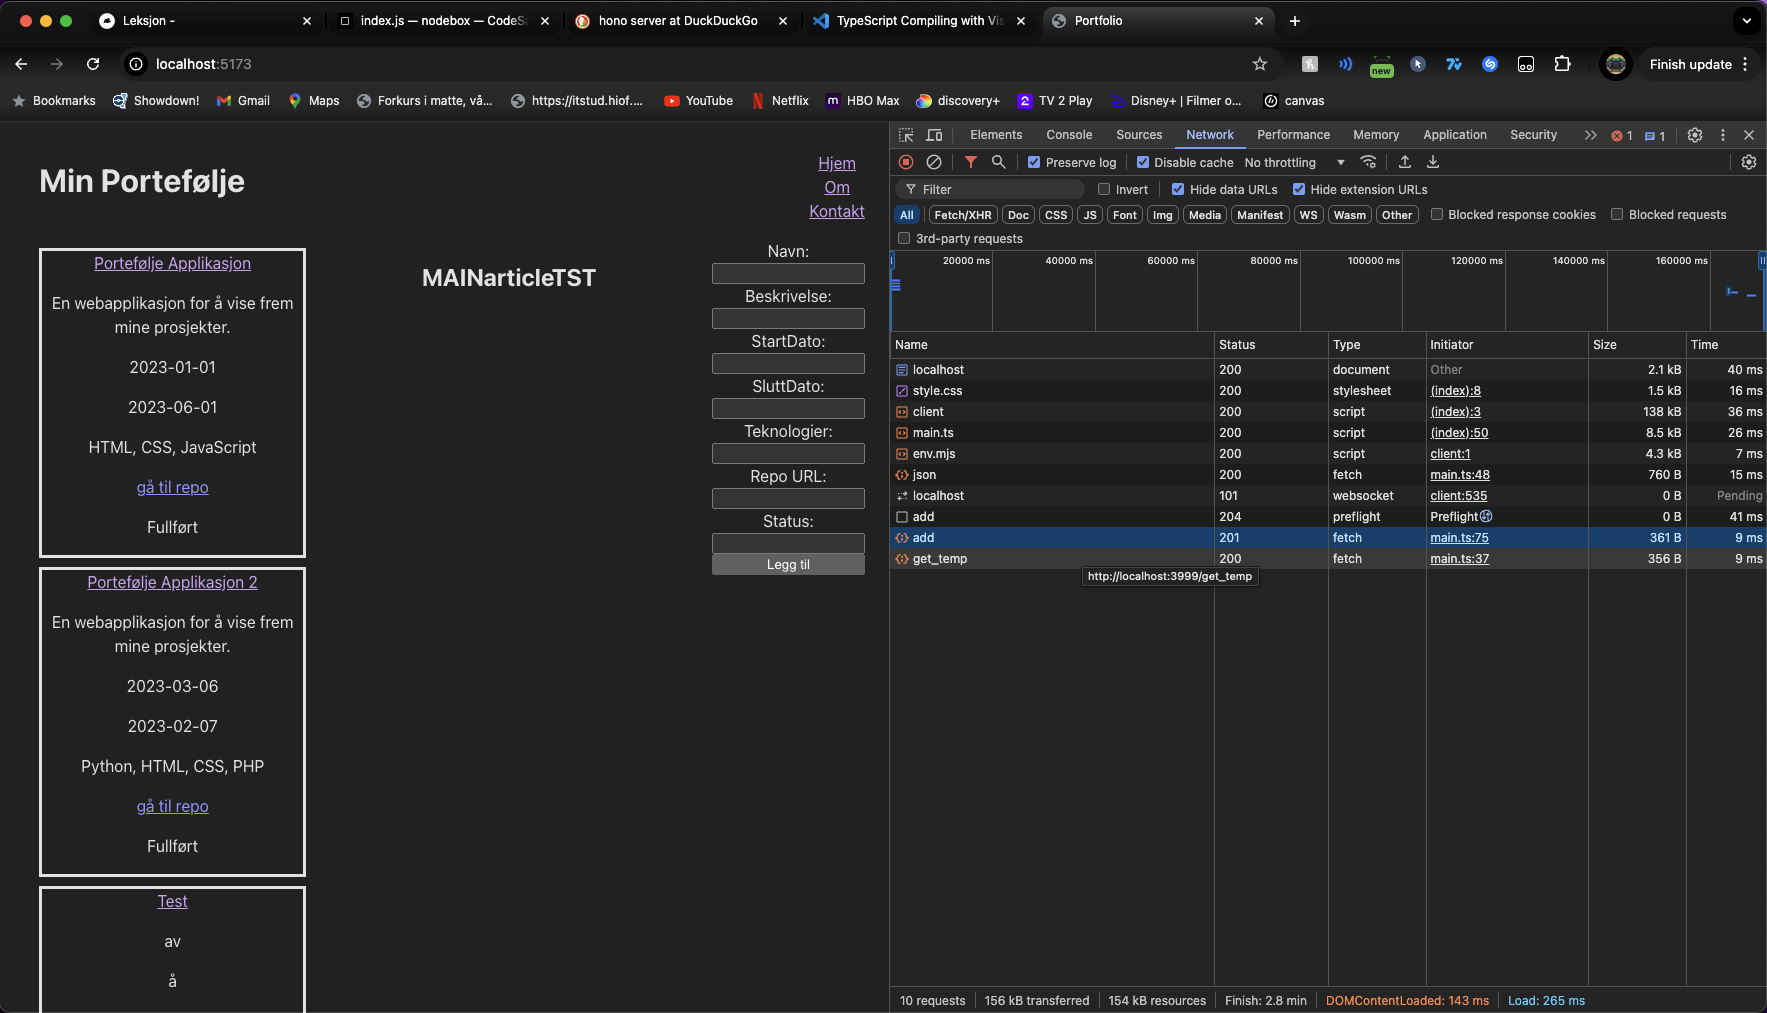 Leksjon -
index.js — nodebox — CodeSa
hono server at DuckDuckGo
TypeScript Compiling with Vis
Portfolio
localhost:5173
new
Finish update
Bookmarks
Showdown!
Gmail
Maps
Forkurs i matte, vå...
https://itstud.hiof....
YouTube
Netflix
HBO Max
discovery+
TV 2 Play
Disney+ | Filmer o...
canvas
Min Portefølje
Hjem
Om
Kontakt
Portefølje Applikasjon
En webapplikasjon for å vise frem
mine prosjekter.
2023-01-01
2023-06-01
HTML, CSS, JavaScript
gå til repo
Fullført
Portefølje Applikasjon 2
En webapplikasjon for å vise frem
mine prosjekter.
2023-03-06
2023-02-07
Python, HTML, CSS, PHP
gå til repo
Fullført
Test
av
å
MAINarticleTST
Navn:
Beskrivelse:
StartDato:
SluttDato:
Teknologier:
Repo URL:
Status:
Legg til
Elements Console Sources Network Performance Memory Application Security 1 1
Preserve log Disable cache No throttling
Filter Invert Hide data URLs Hide extension URLs
All Fetch/XHR Doc CSS JS Font Img Media Manifest WS Wasm Other Blocked response cookies Blocked requests
3rd-party requests
20000 ms 40000 ms 60000 ms 80000 ms 100000 ms 120000 ms 140000 ms 160000 ms
Name Status Type Initiator Size Time
localhost 200 document Other 2.1 kB 40 ms
style.css 200 stylesheet (index):8 1.5 kB 16 ms
client 200 script (index):3 138 kB 36 ms
main.ts 200 script (index):50 8.5 kB 26 ms
env.mjs 200 script client:1 4.3 kB 7 ms
json 200 fetch main.ts:48 760 B 15 ms
localhost 101 websocket client:535 0 B Pending
add 204 preflight Preflight 0 B 41 ms
add 201 fetch main.ts:75 361 B 9 ms
get_temp 200 fetch main.ts:37 356 B 9 ms
http://localhost:3999/get_temp
10 requests 156 kB transferred 154 kB resources Finish: 2.8 min DOMContentLoaded: 143 ms Load: 265 ms